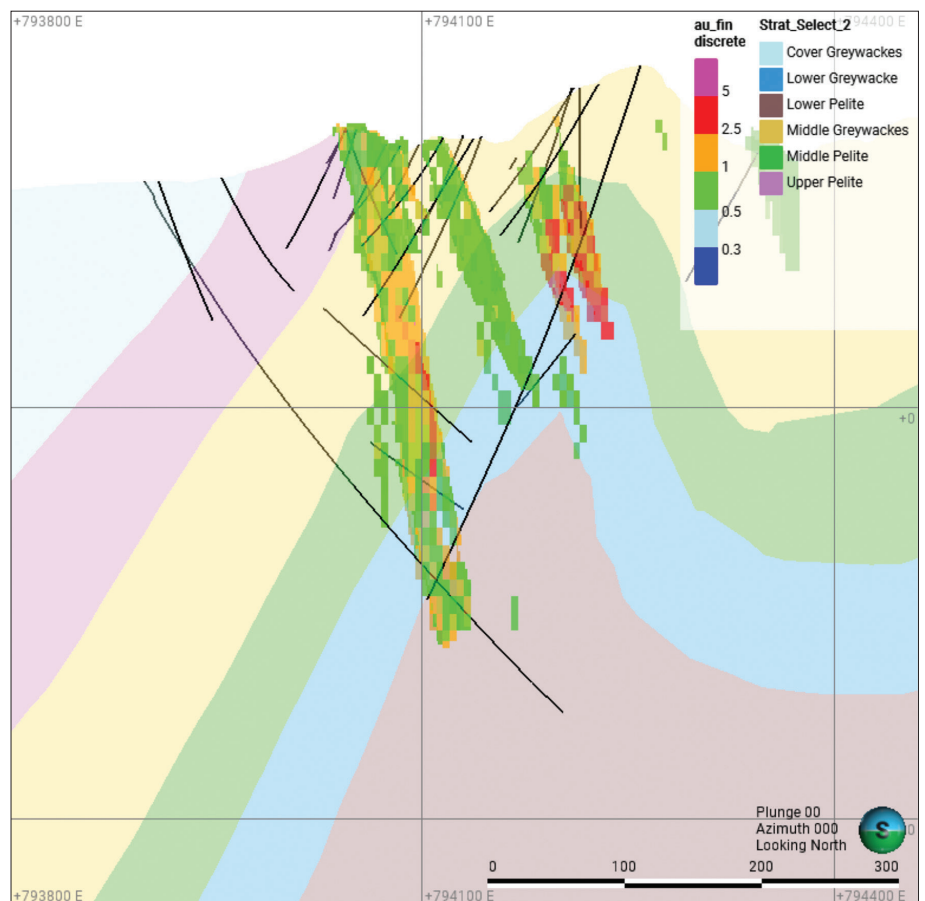 +793800 E
+794100 E
+794400 E
au_fin
discrete
5
2.5
1
0.5
0.3
Strat_Select_2
Cover Greywackes
Lower Greywacke
Lower Pelite
Middle Greywackes
Middle Pelite
Upper Pelite
+0
Plunge 00
Azimuth 000
Looking North
S
0
100
200
300
+793800 E
+794100 E
+794400 E